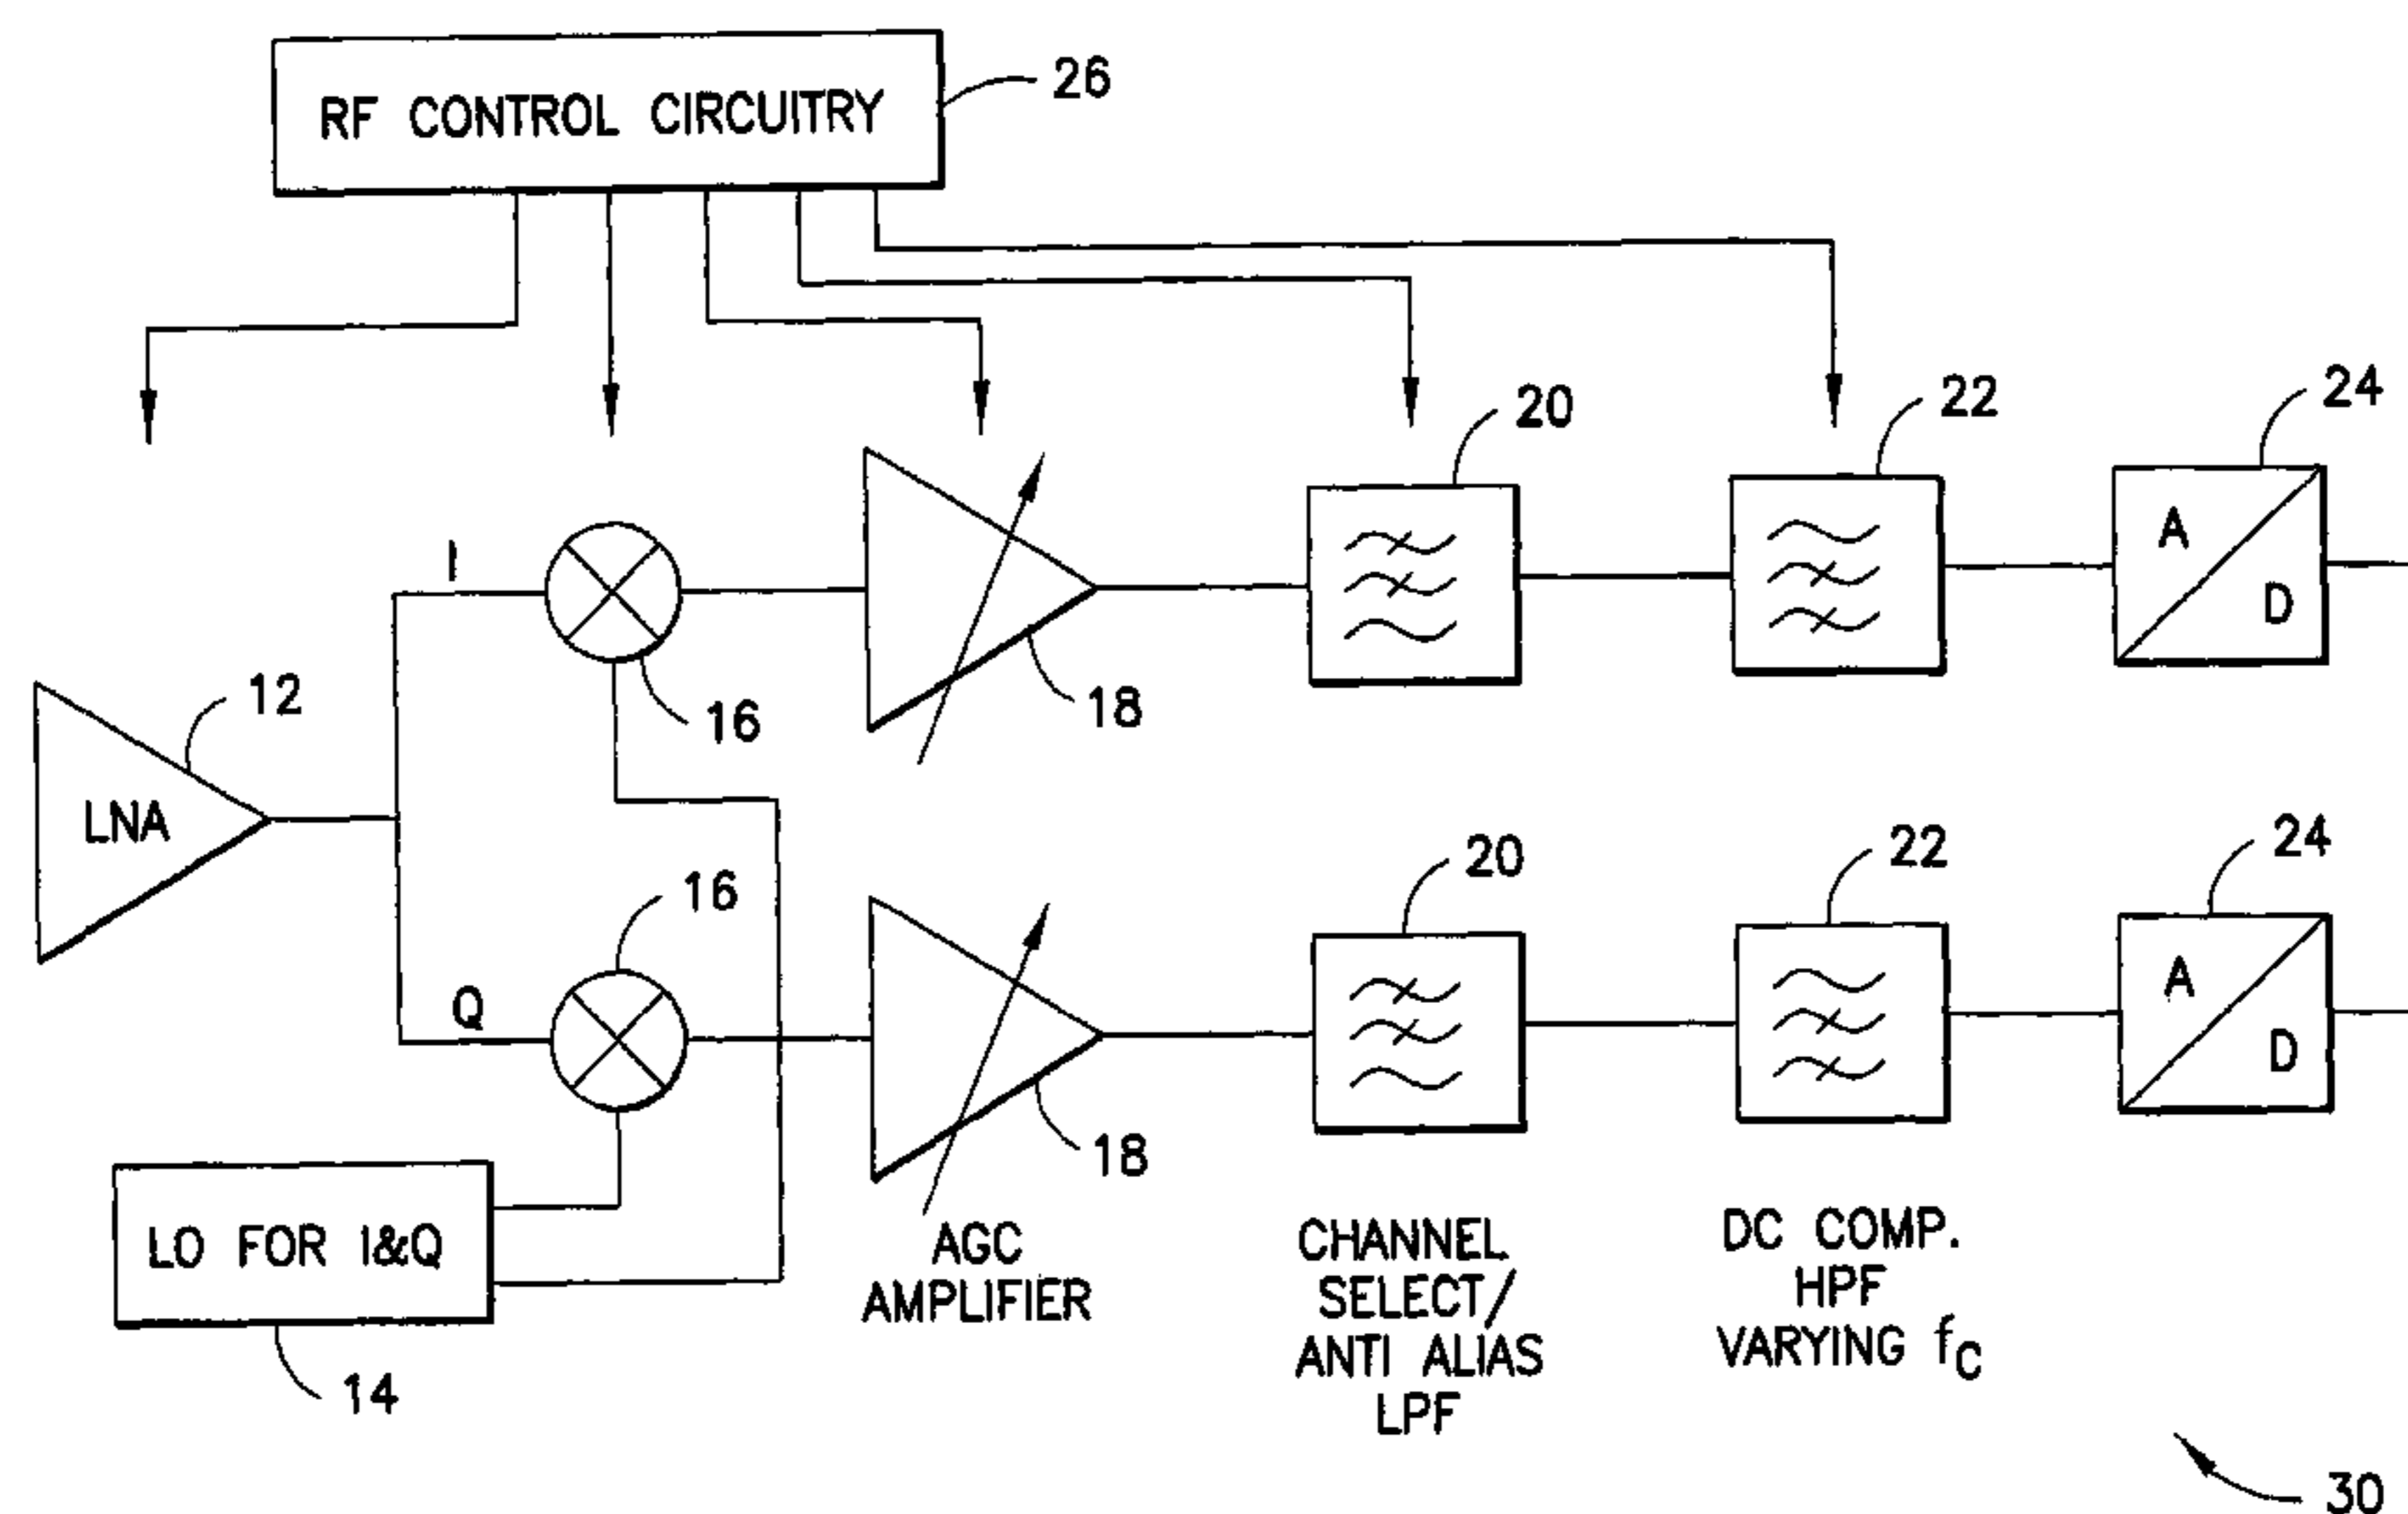 RF CONTROL CIRCUITRY
26
20
22
24
I
A
D
12
16
18
LNA
16
20
22
24
Q
A
D
18
LO FOR I&Q
14
AGC
AMPLIFIER
CHANNEL
SELECT/
ANTI ALIAS
LPF
DC COMP.
HPF
VARYING fC
30